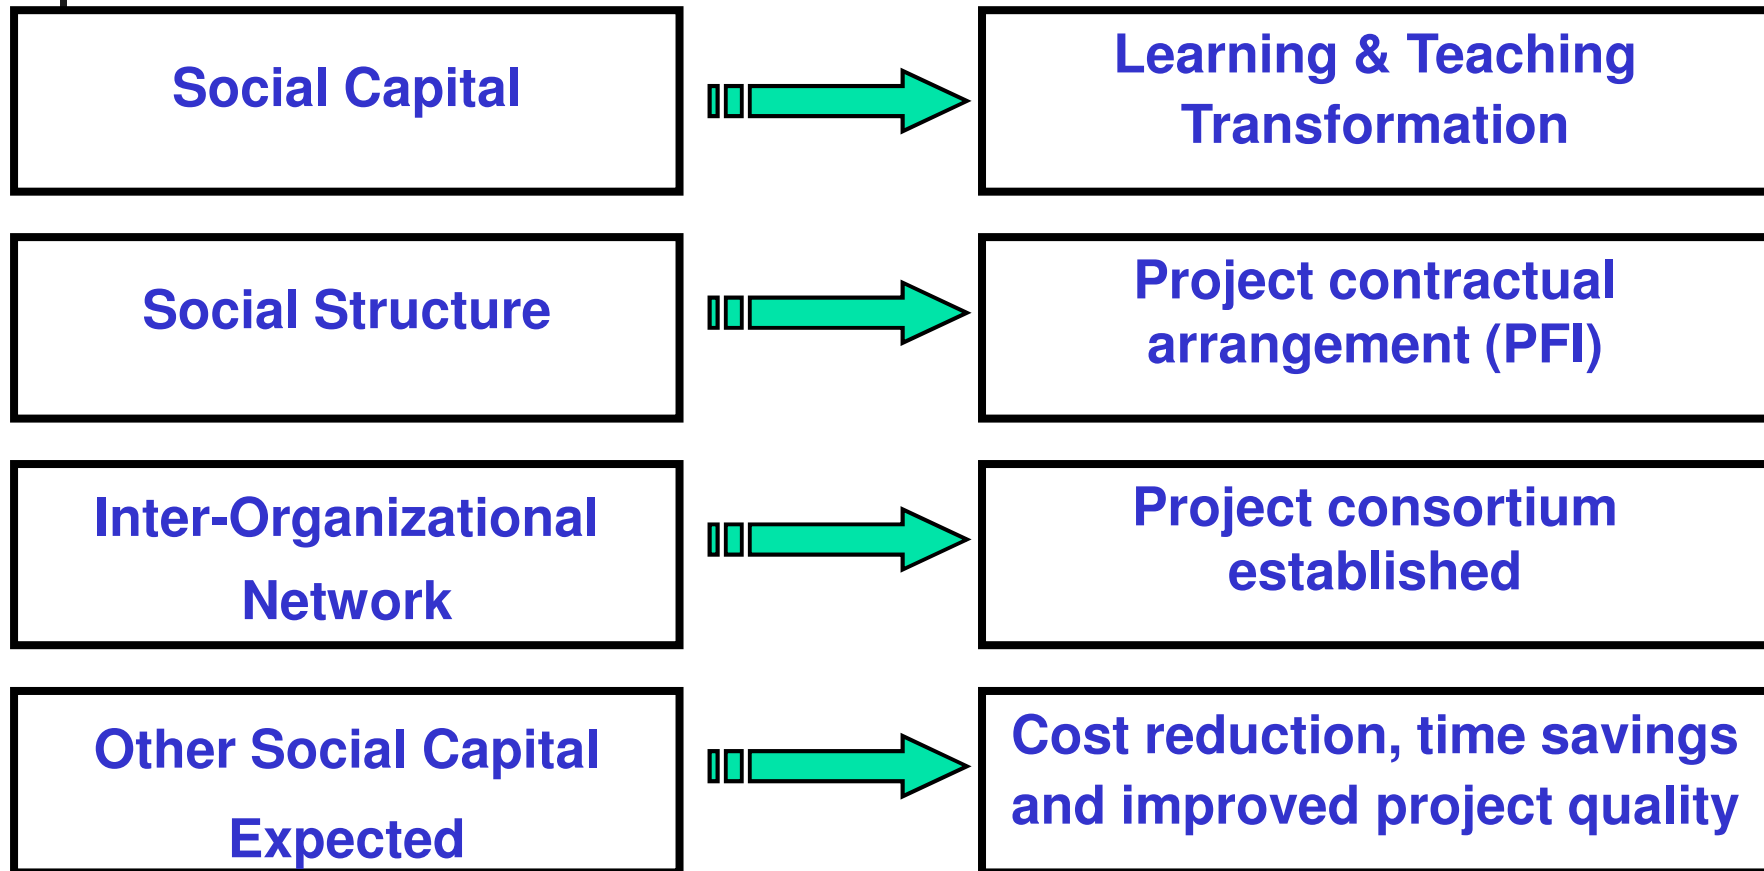 Social Capital
Learning & Teaching
Transformation
Social Structure
Project contractual
arrangement (PFI)
Inter-Organizational
Network
Project consortium
established
Other Social Capital
Expected
Cost reduction, time savings
and improved project quality